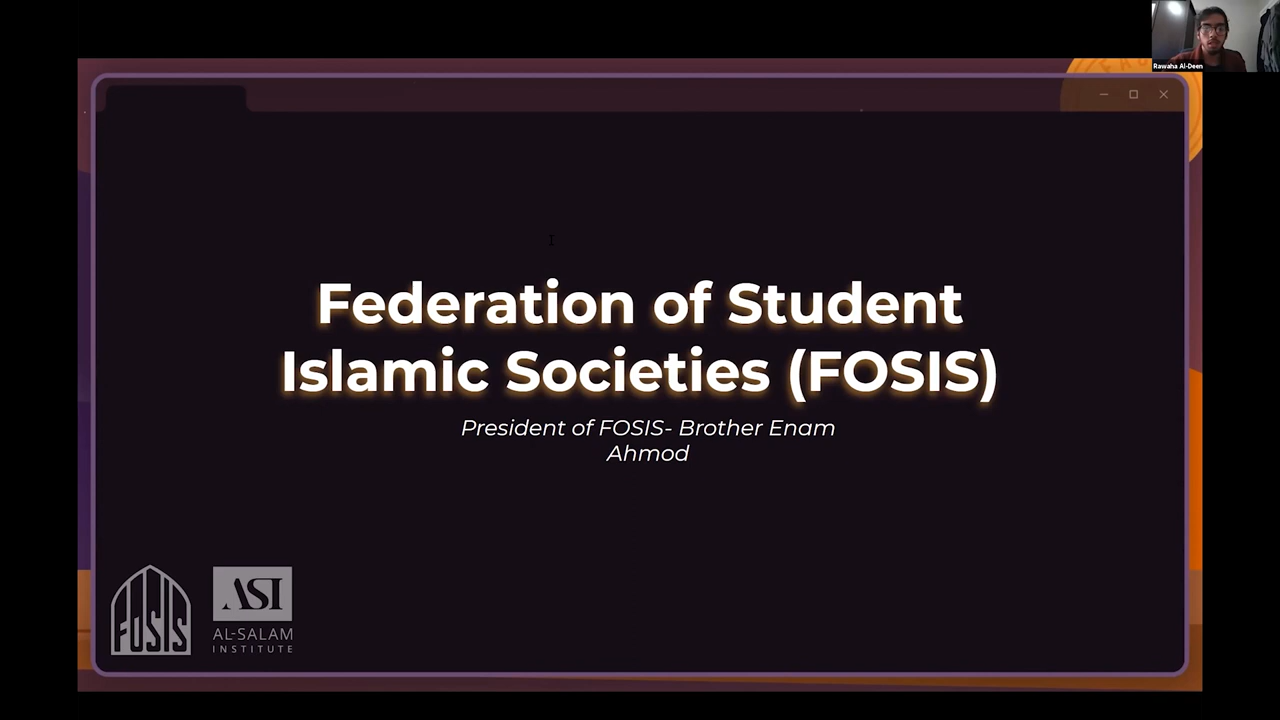 Rawaha Al-Deen
Federation of Student
Islamic Societies (FOSIS)
President of FOSIS- Brother Enam
Ahmod
FOSIS
ASI
AL-SALAM
INSTITUTE